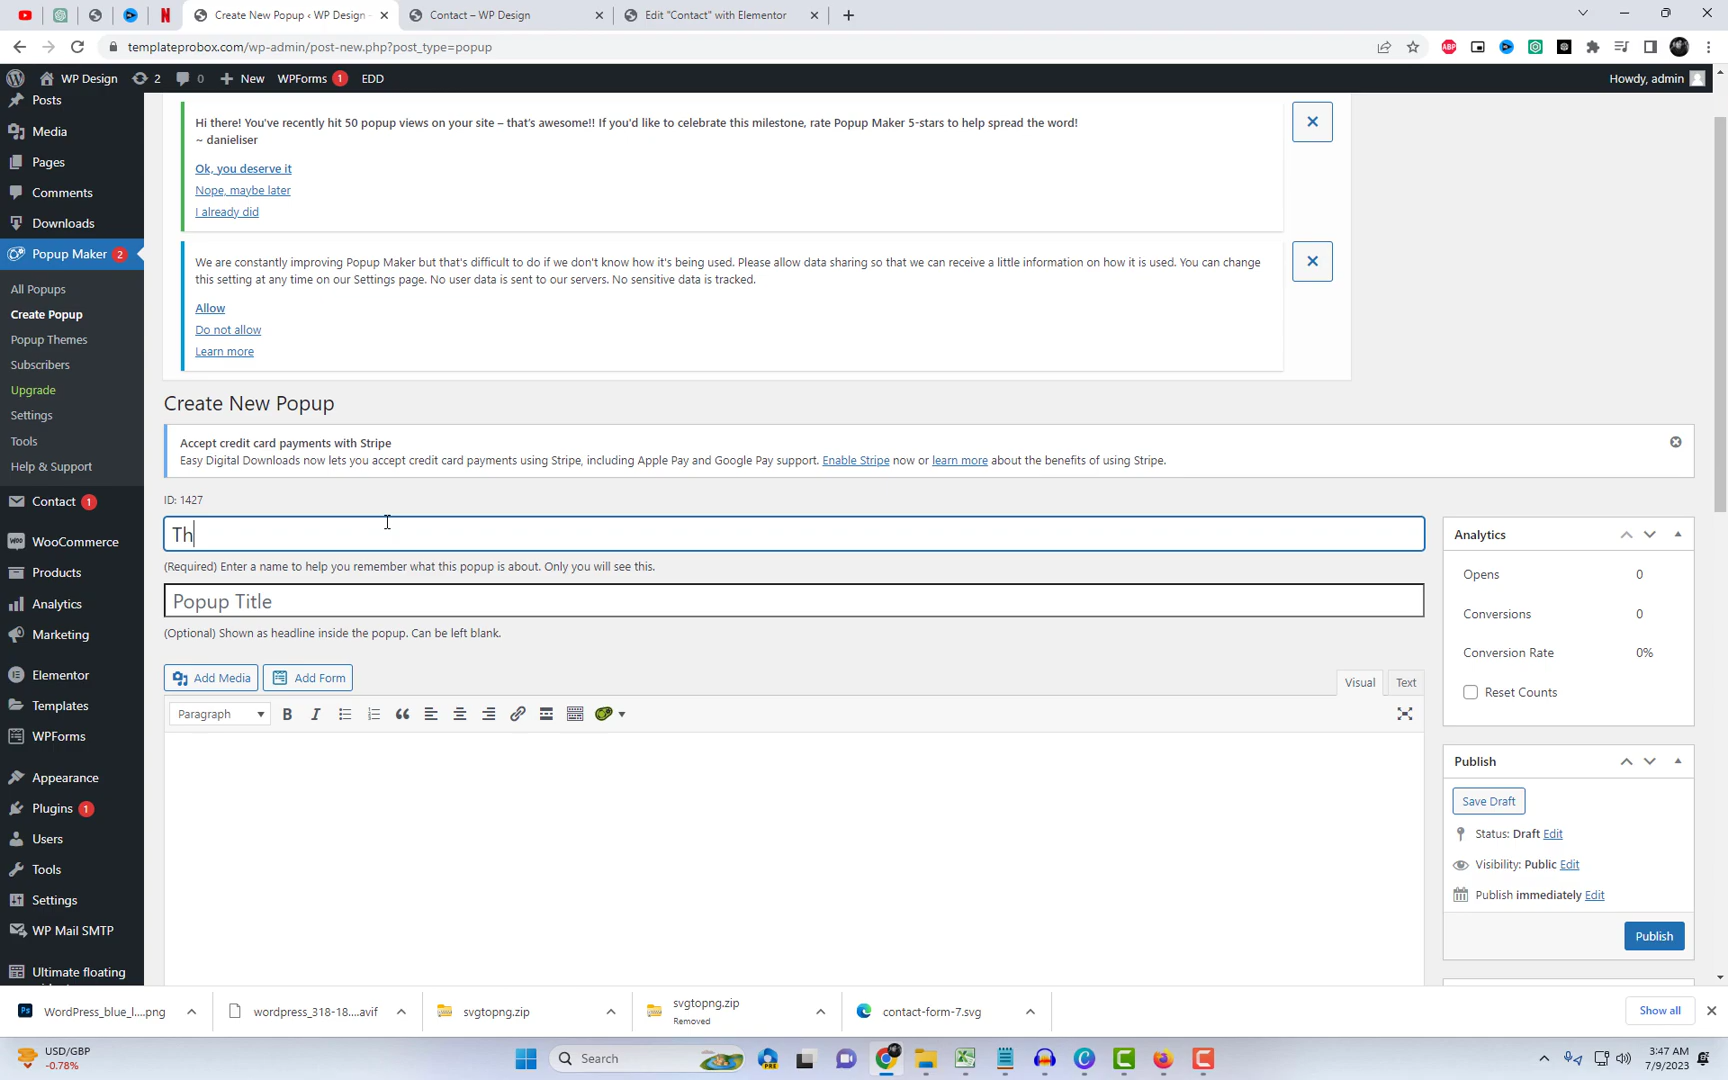 Create New Popup ‹ WP Design -
Contact – WP Design
Edit "Contact" with Elementor
templateprobox.com/wp-admin/post-new.php?post_type=popup
WP Design
2
0
New
WPForms 1
EDD
Howdy, admin
Posts
Media
Pages
Comments
Downloads
Popup Maker 2
All Popups
Create Popup
Popup Themes
Subscribers
Upgrade
Settings
Tools
Help & Support
Contact 1
WooCommerce
Products
Analytics
Marketing
Elementor
Templates
WPForms
Appearance
Plugins 1
Users
Tools
Settings
WP Mail SMTP
Ultimate floating
Hi there! You've recently hit 50 popup views on your site – that's awesome!! If you'd like to celebrate this milestone, rate Popup Maker 5-stars to help spread the word!
~ danieliser
Ok, you deserve it
Nope, maybe later
I already did
We are constantly improving Popup Maker but that's difficult to do if we don't know how it's being used. Please allow data sharing so that we can receive a little information on how it is used. You can change
this setting at any time on our Settings page. No user data is sent to our servers. No sensitive data is tracked.
Allow
Do not allow
Learn more
Create New Popup
Accept credit card payments with Stripe
Easy Digital Downloads now lets you accept credit card payments using Stripe, including Apple Pay and Google Pay support. Enable Stripe now or learn more about the benefits of using Stripe.
ID: 1427
Th
(Required) Enter a name to help you remember what this popup is about. Only you will see this.
Popup Title
(Optional) Shown as headline inside the popup. Can be left blank.
Add Media
Add Form
Visual
Text
Paragraph
B
I
Analytics
Opens 0
Conversions 0
Conversion Rate 0%
Reset Counts
Publish
Save Draft
Status: Draft Edit
Visibility: Public Edit
Publish immediately Edit
Publish
WordPress_blue_l....png
wordpress_318-18....avif
svgtopng.zip
svgtopng.zip
Removed
contact-form-7.svg
Show all
USD/GBP
-0.78%
Search
PRE
3:47 AM
7/9/2023